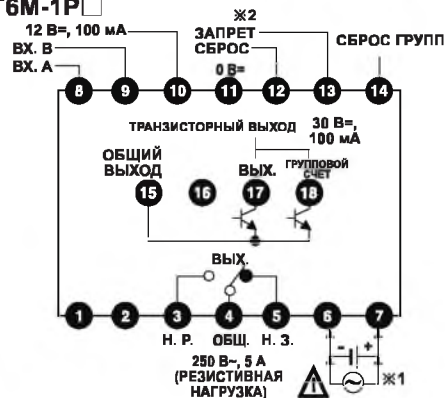 T6M-1P□
※2
12 В=, 100 мА
ЗАПРЕТ
СБРОС
СБРОС ГРУПП
ВХ. В
ВХ. А
0 В=
8 9 10 11 12 13 14
ТРАНЗИСТОРНЫЙ ВЫХОД
30 В=,
100 мА
ОБЩИЙ
ВЫХОД
ВЫХ.
ГРУППОВОЙ
СЧЕТ
15 16 17 18
ВЫХ.
1 2 3 4 5 6 7
Н. Р. ОБЩ. Н. З.
- +
250 В~, 5 А
(РЕЗИСТИВНАЯ
НАГРУЗКА)
※1